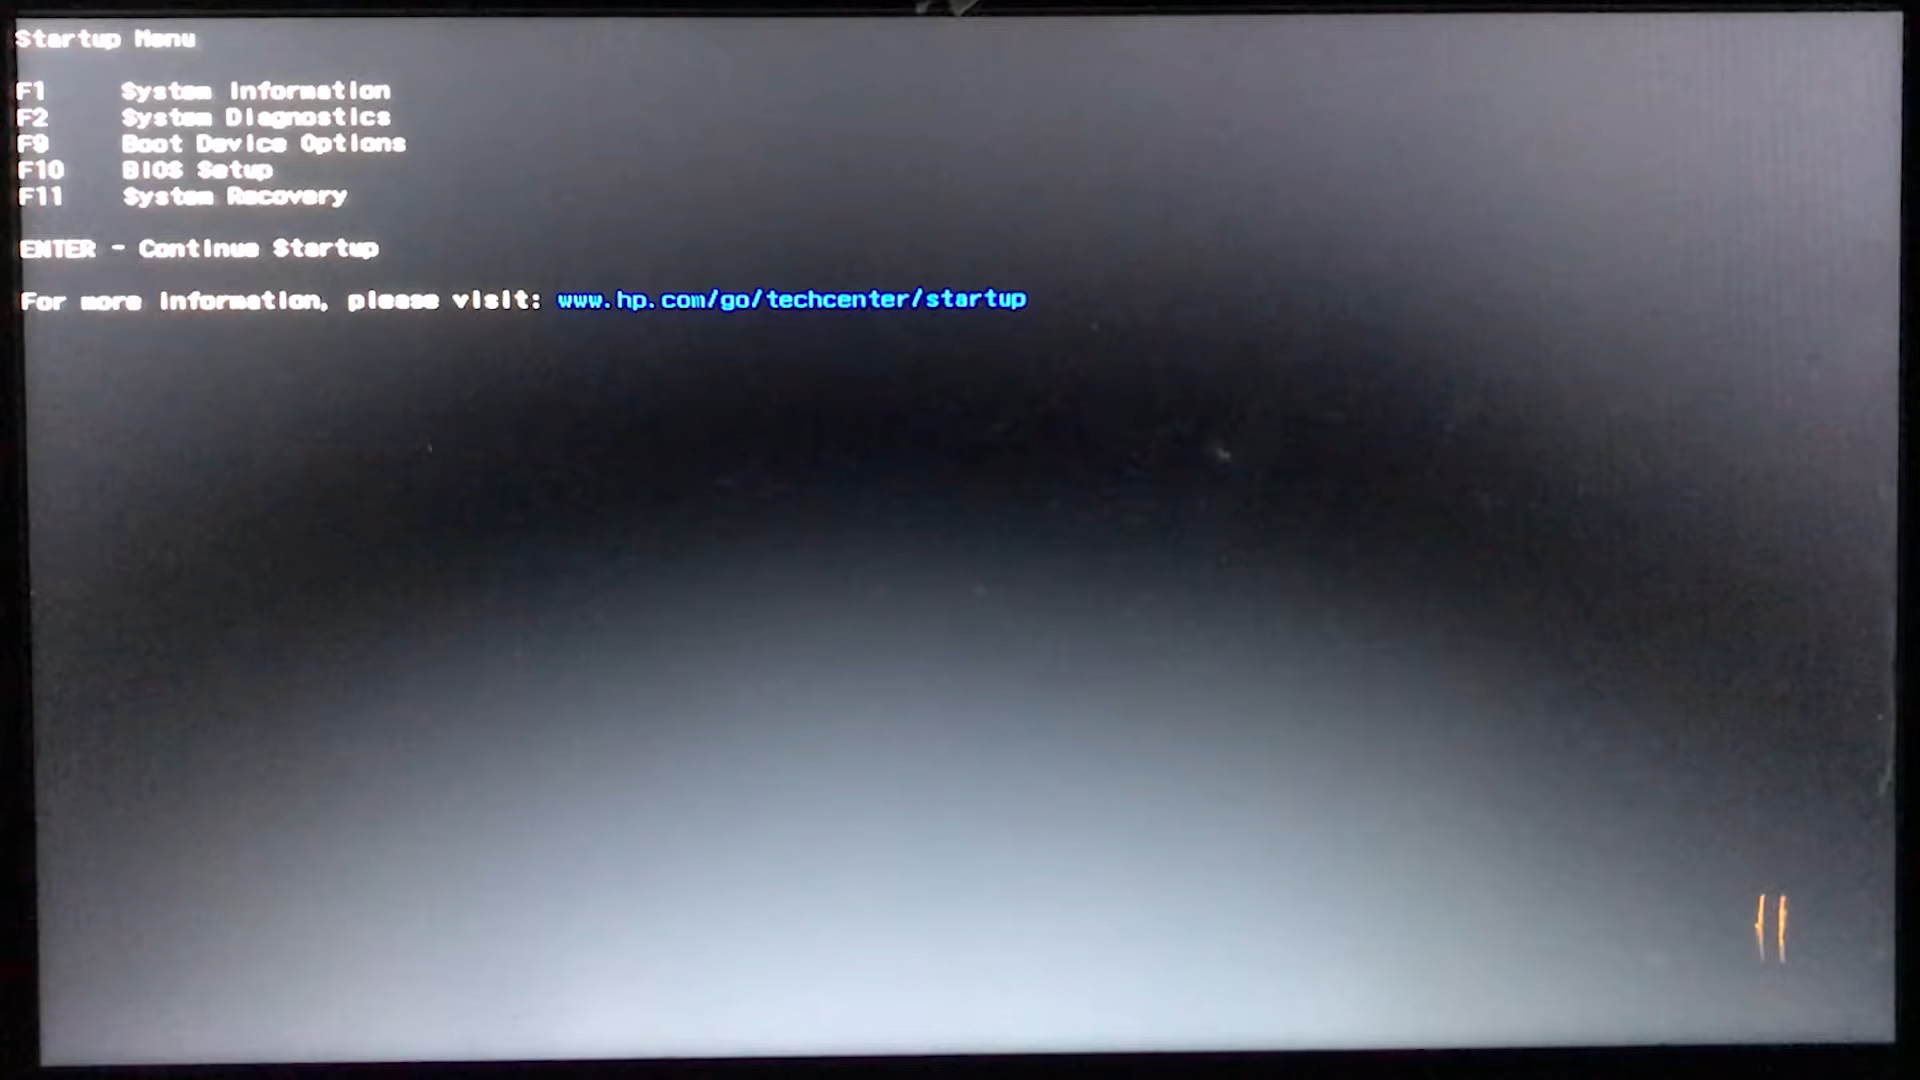 Startup Menu
F1 System Information
F2 System Diagnostics
F9 Boot Device Options
F10 BIOS Setup
F11 System Recovery
ENTER - Continue Startup
For more information, please visit: www.hp.com/go/techcenter/startup